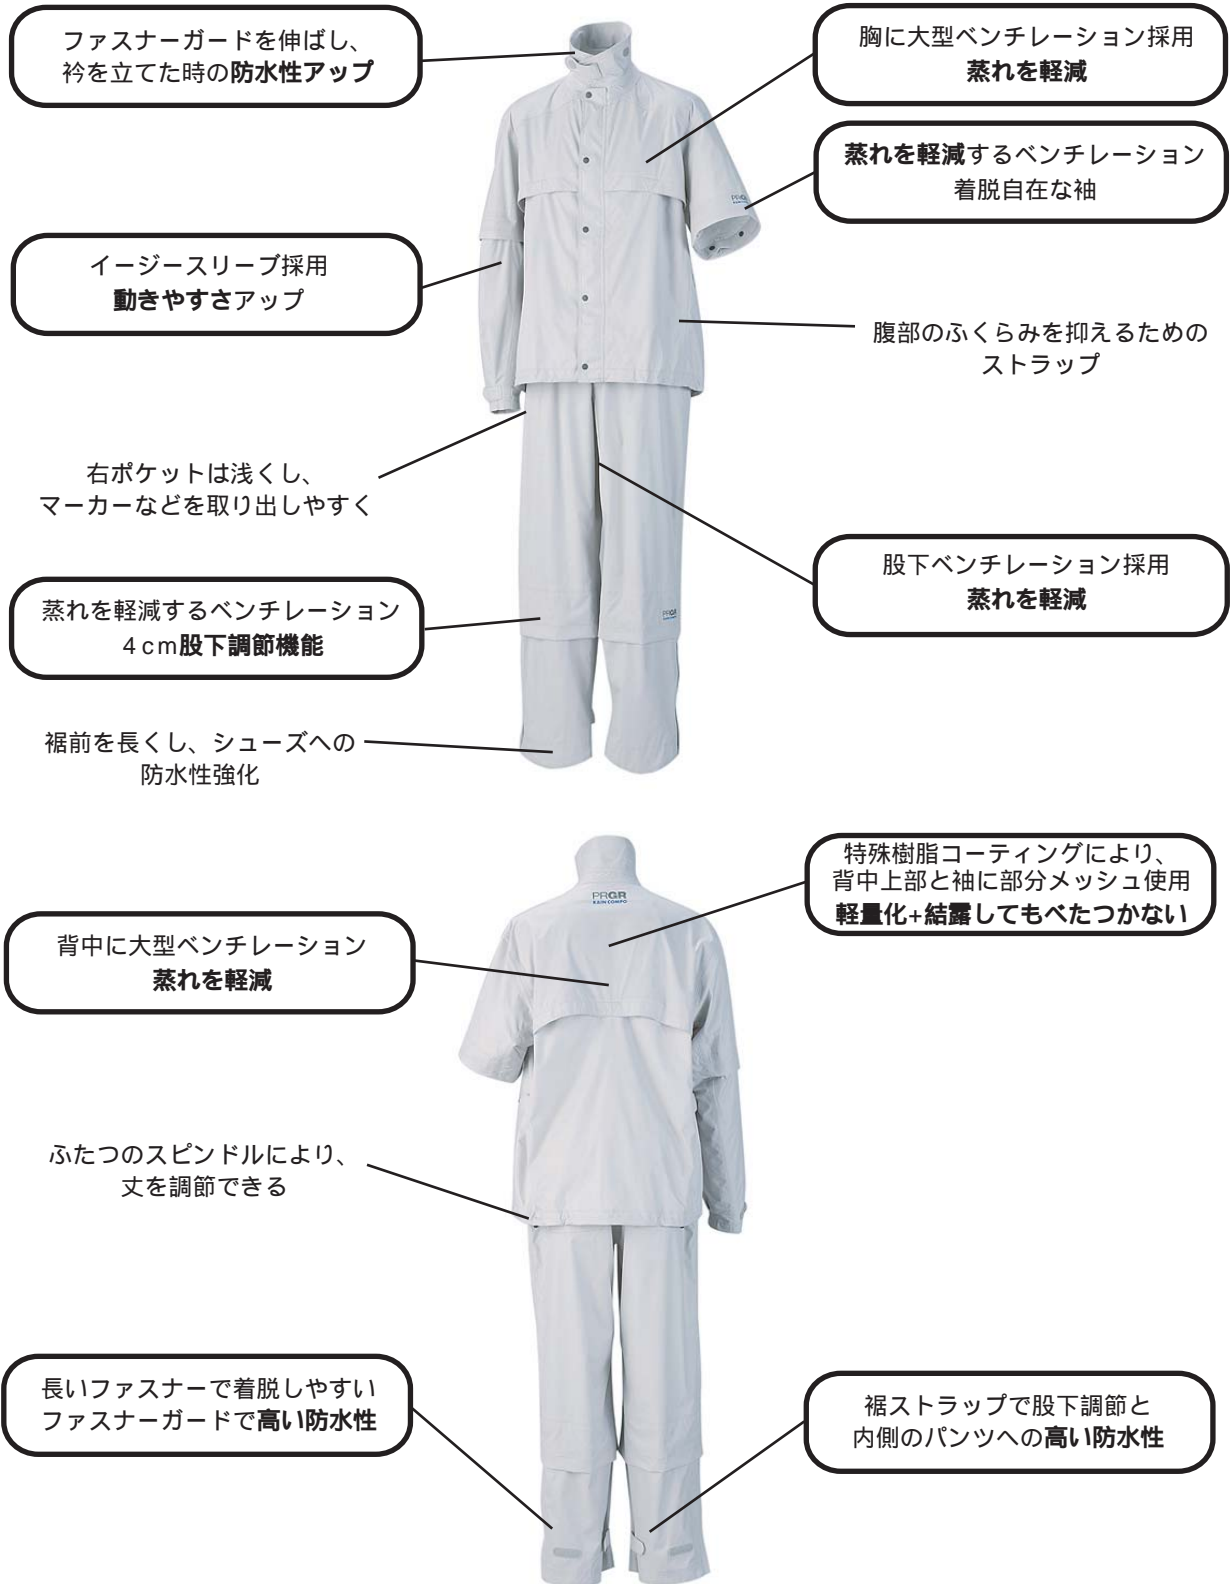 ファスナーガードを伸ばし、
衿を立てた時の防水性アップ
胸に大型ベンチレーション採用
蒸れを軽減
蒸れを軽減するベンチレーション
着脱自在な袖
PRGR
RAIN COMPO
イージースリーブ採用
動きやすさアップ
腹部のふくらみを抑えるための
ストラップ
右ポケットは浅くし、
マーカーなどを取り出しやすく
股下ベンチレーション採用
蒸れを軽減
蒸れを軽減するベンチレーション
4cm股下調節機能
PRGR
RAIN COMPO
裾前を長くし、シューズへの
防水性強化
特殊樹脂コーティングにより、
背中上部と袖に部分メッシュ使用
軽量化+結露してもべたつかない
PRGR
RAIN COMPO
背中に大型ベンチレーション
蒸れを軽減
ふたつのスピンドルにより、
丈を調節できる
長いファスナーで着脱しやすい
ファスナーガードで高い防水性
裾ストラップで股下調節と
内側のパンツへの高い防水性